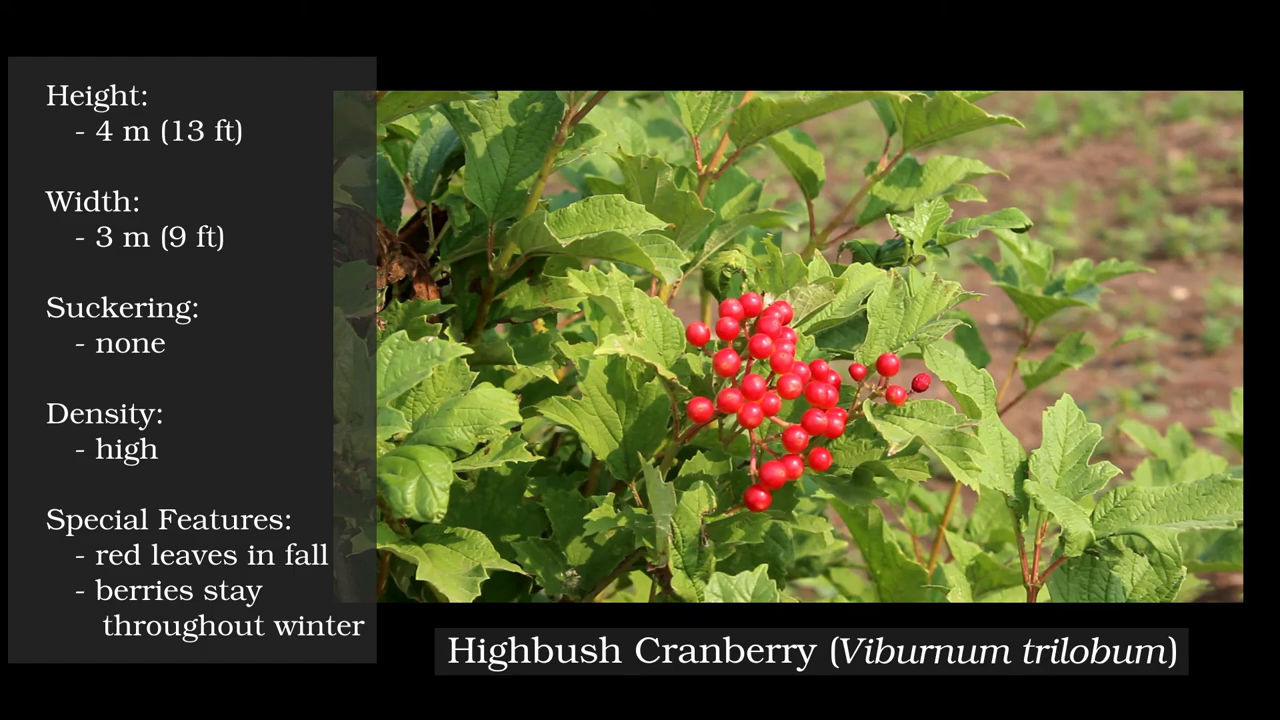 Height:
- 4 m (13 ft)
Width:
- 3 m (9 ft)
Suckering:
- none
Density:
- high
Special Features:
- red leaves in fall
- berries stay
throughout winter
Highbush Cranberry (Viburnum trilobum)